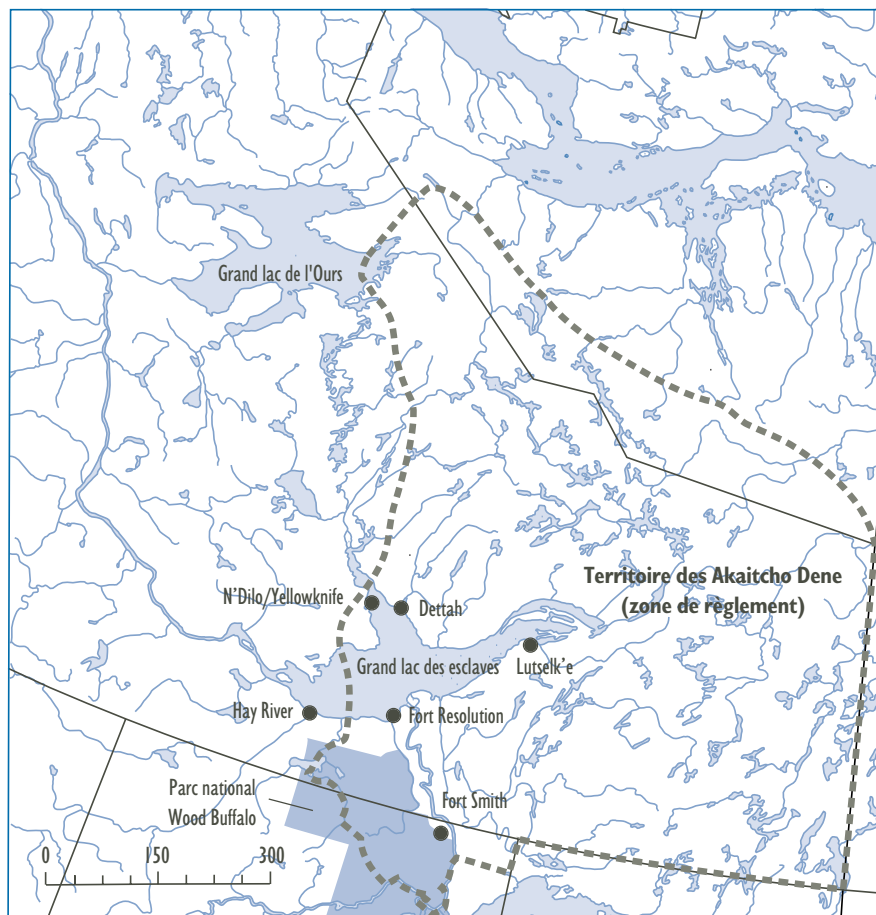 Grand lac de l'Ours
Territoire des Akaitcho Dene
(zone de règlement)
N'Dilo/Yellowknife
Dettah
Grand lac des esclaves
Lutselk'e
Hay River
Fort Resolution
Parc national
Wood Buffalo
Fort Smith
0 150 300